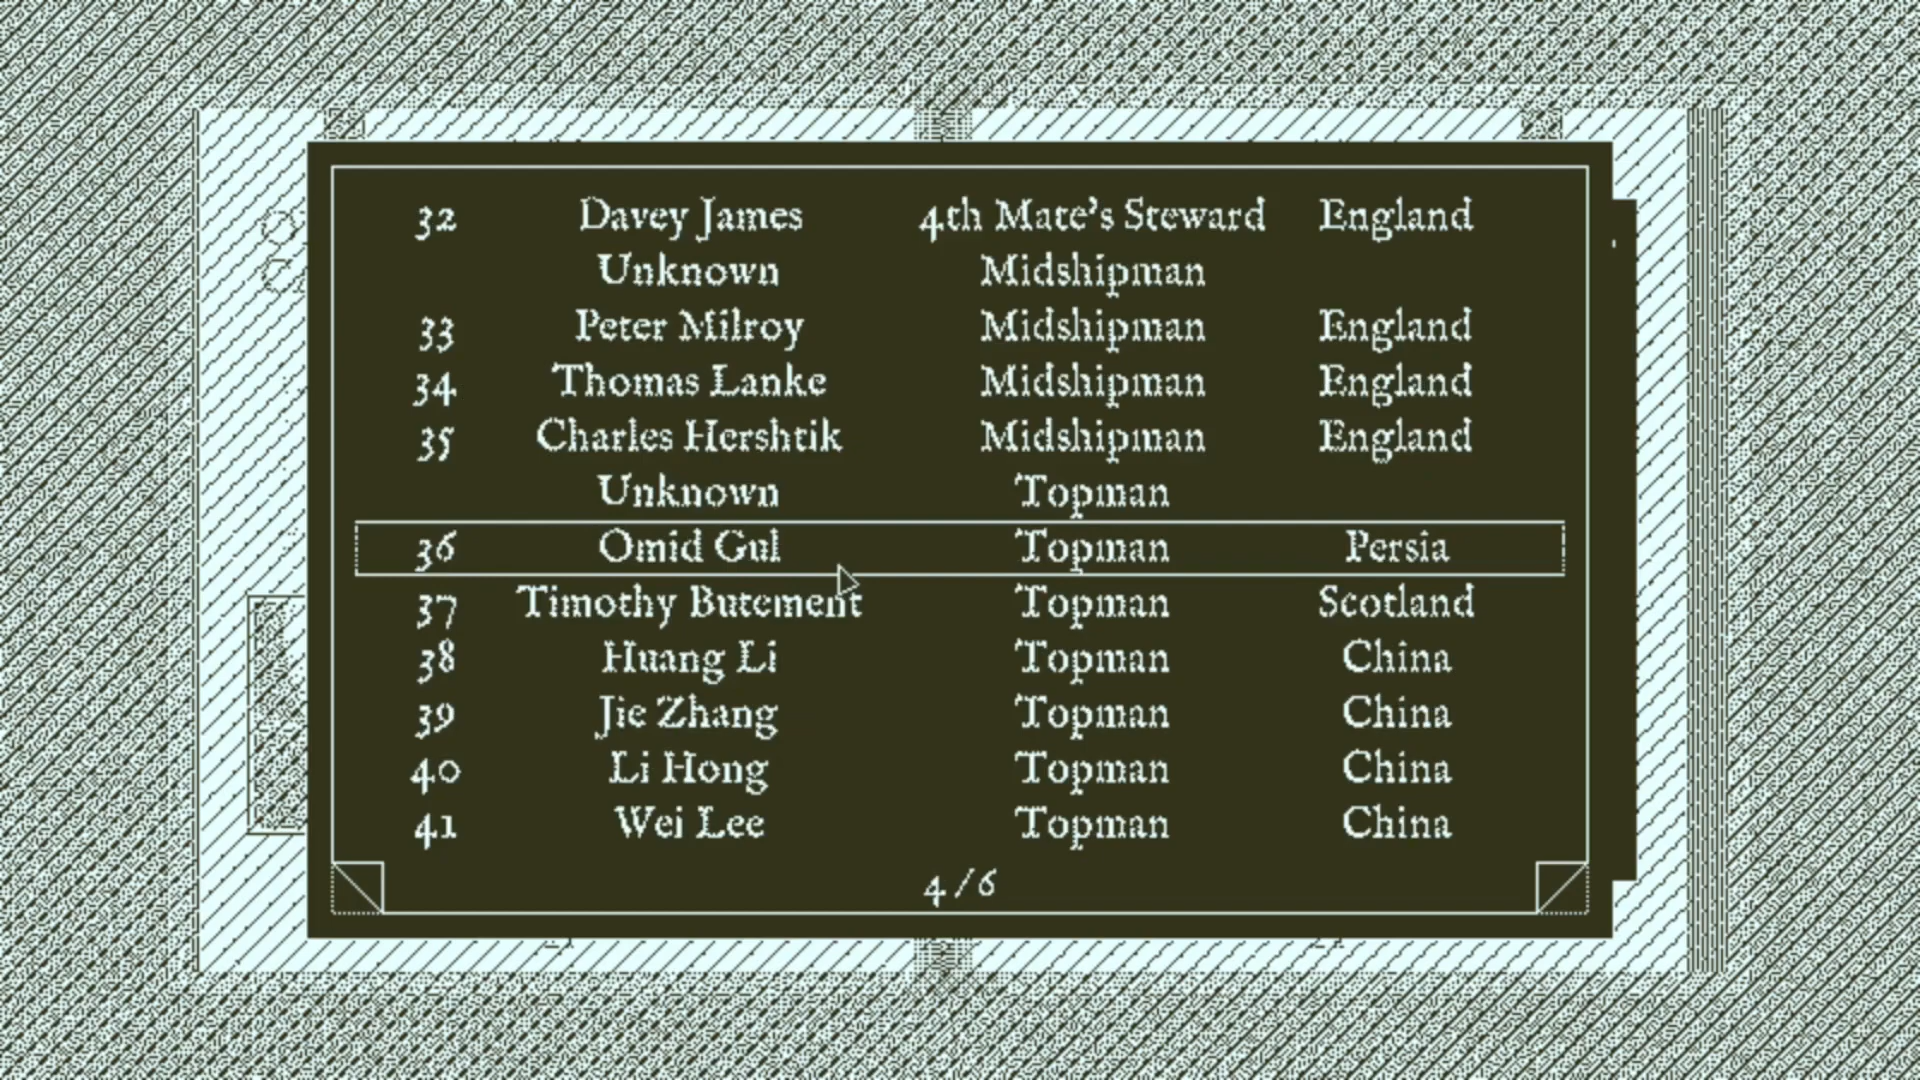 32 Davey James 4th Mate's Steward England
Unknown Midshipman
33 Peter Milroy Midshipman England
34 Thomas Lanke Midshipman England
35 Charles Hershtik Midshipman England
Unknown Topman
36 Omid Gul Topman Persia
37 Timothy Butement Topman Scotland
38 Huang Li Topman China
39 Jie Zhang Topman China
40 Li Hong Topman China
41 Wei Lee Topman China
4/6